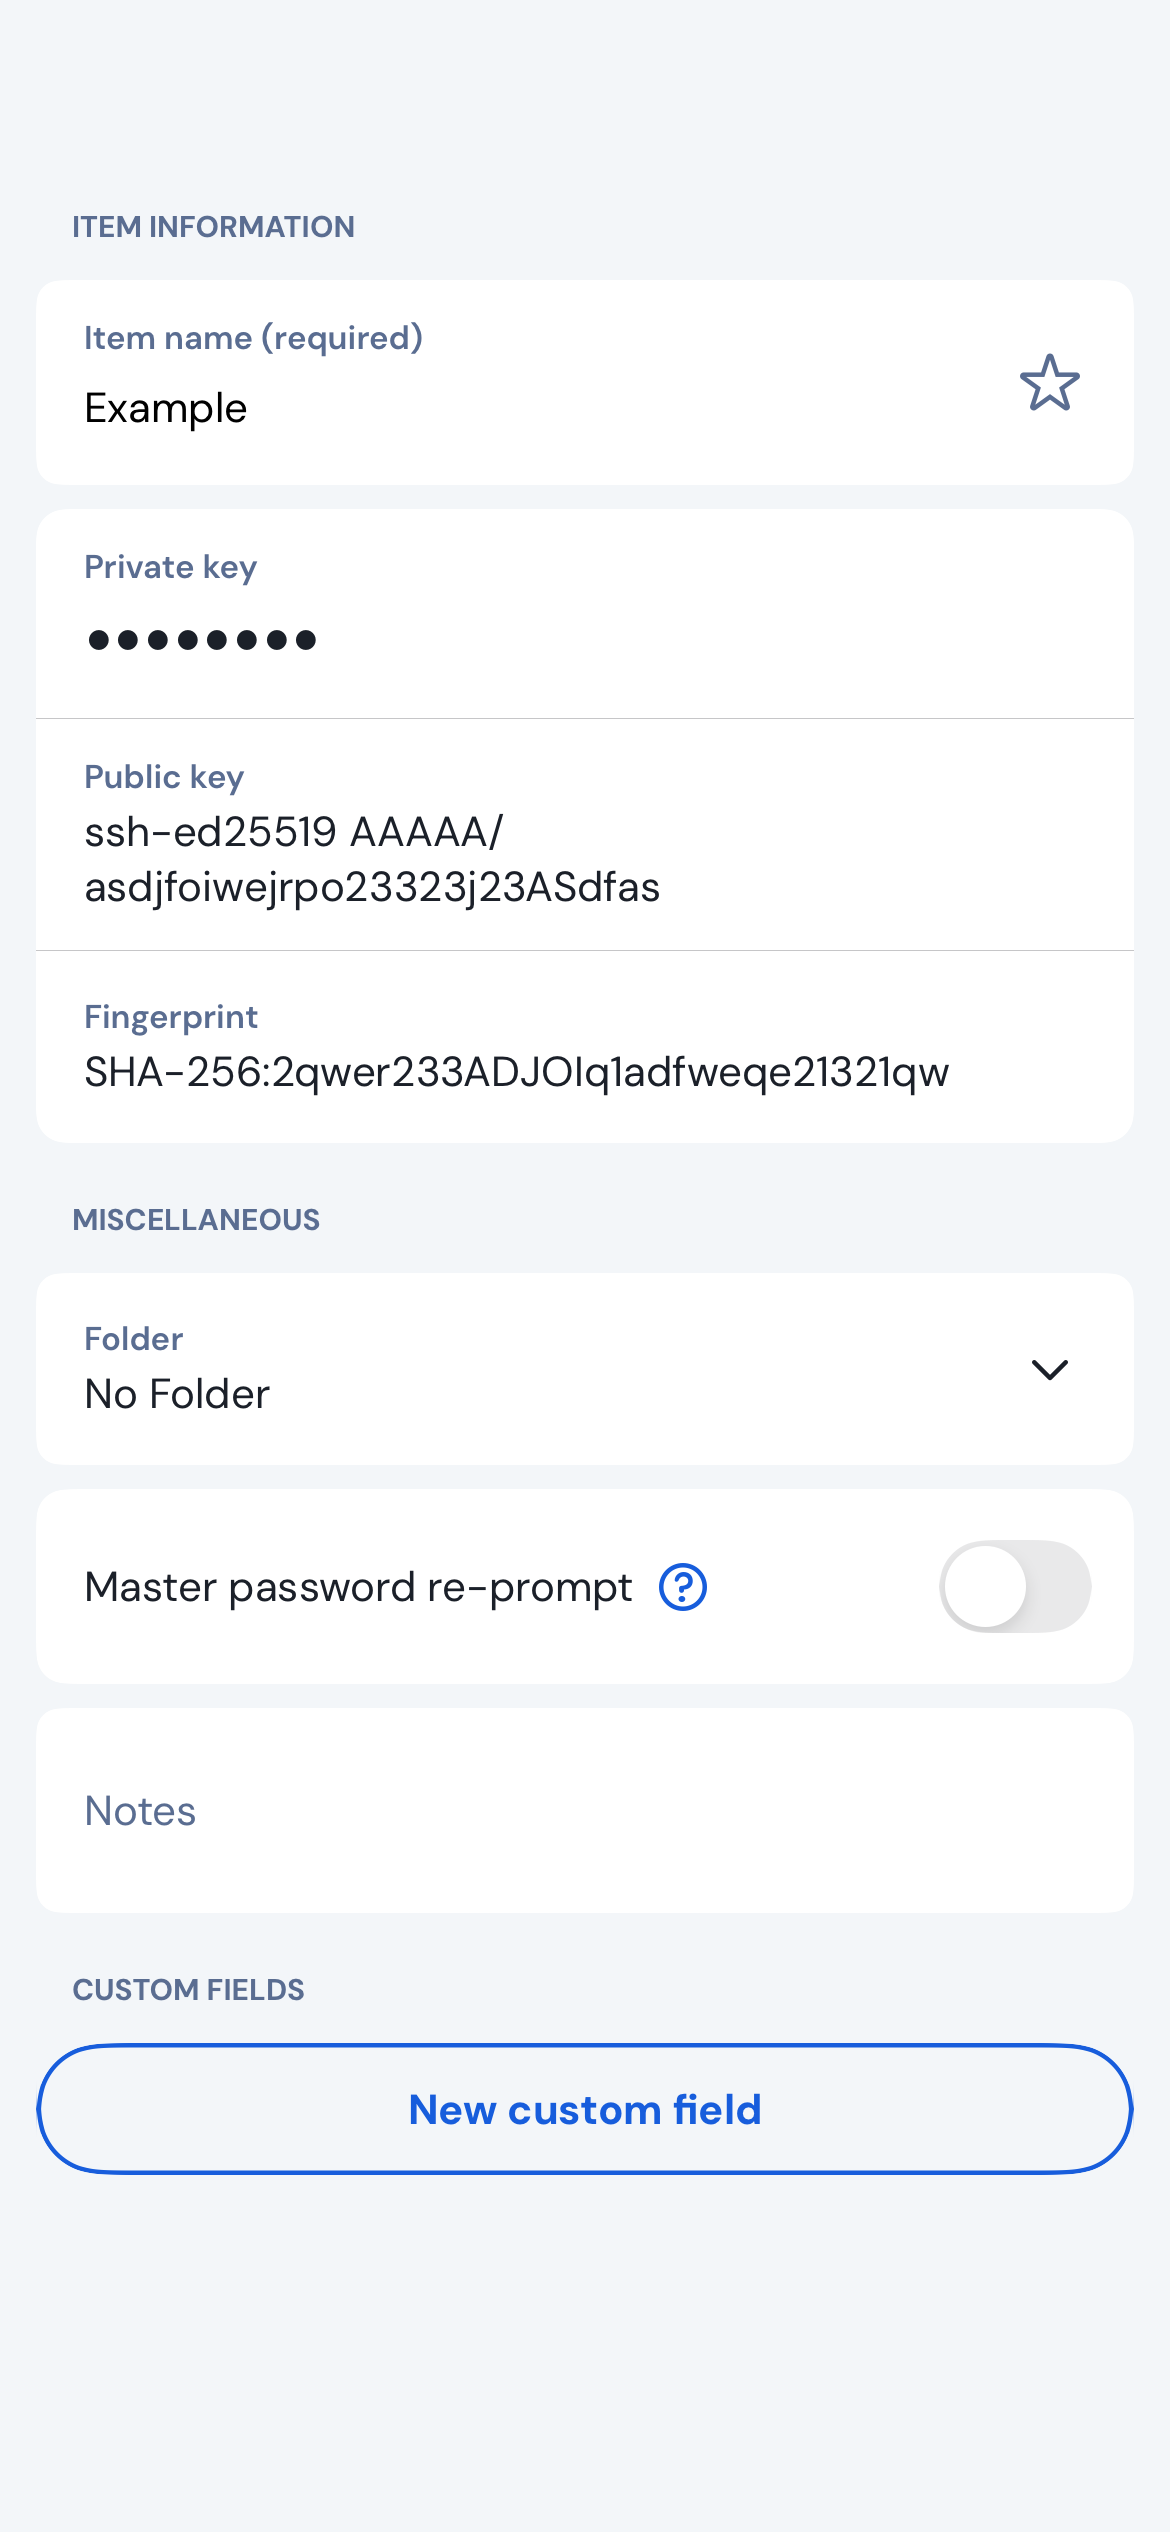 ITEM INFORMATION
Item name (required)
Example
Private key
●●●●●●●●
Public key
ssh-ed25519 AAAAA/
asdjfoiwejrpo23323j23ASdfas
Fingerprint
SHA-256:2qwer233ADJOIq1adfweqe21321qw
MISCELLANEOUS
Folder
No Folder
Master password re-prompt
Notes
CUSTOM FIELDS
New custom field